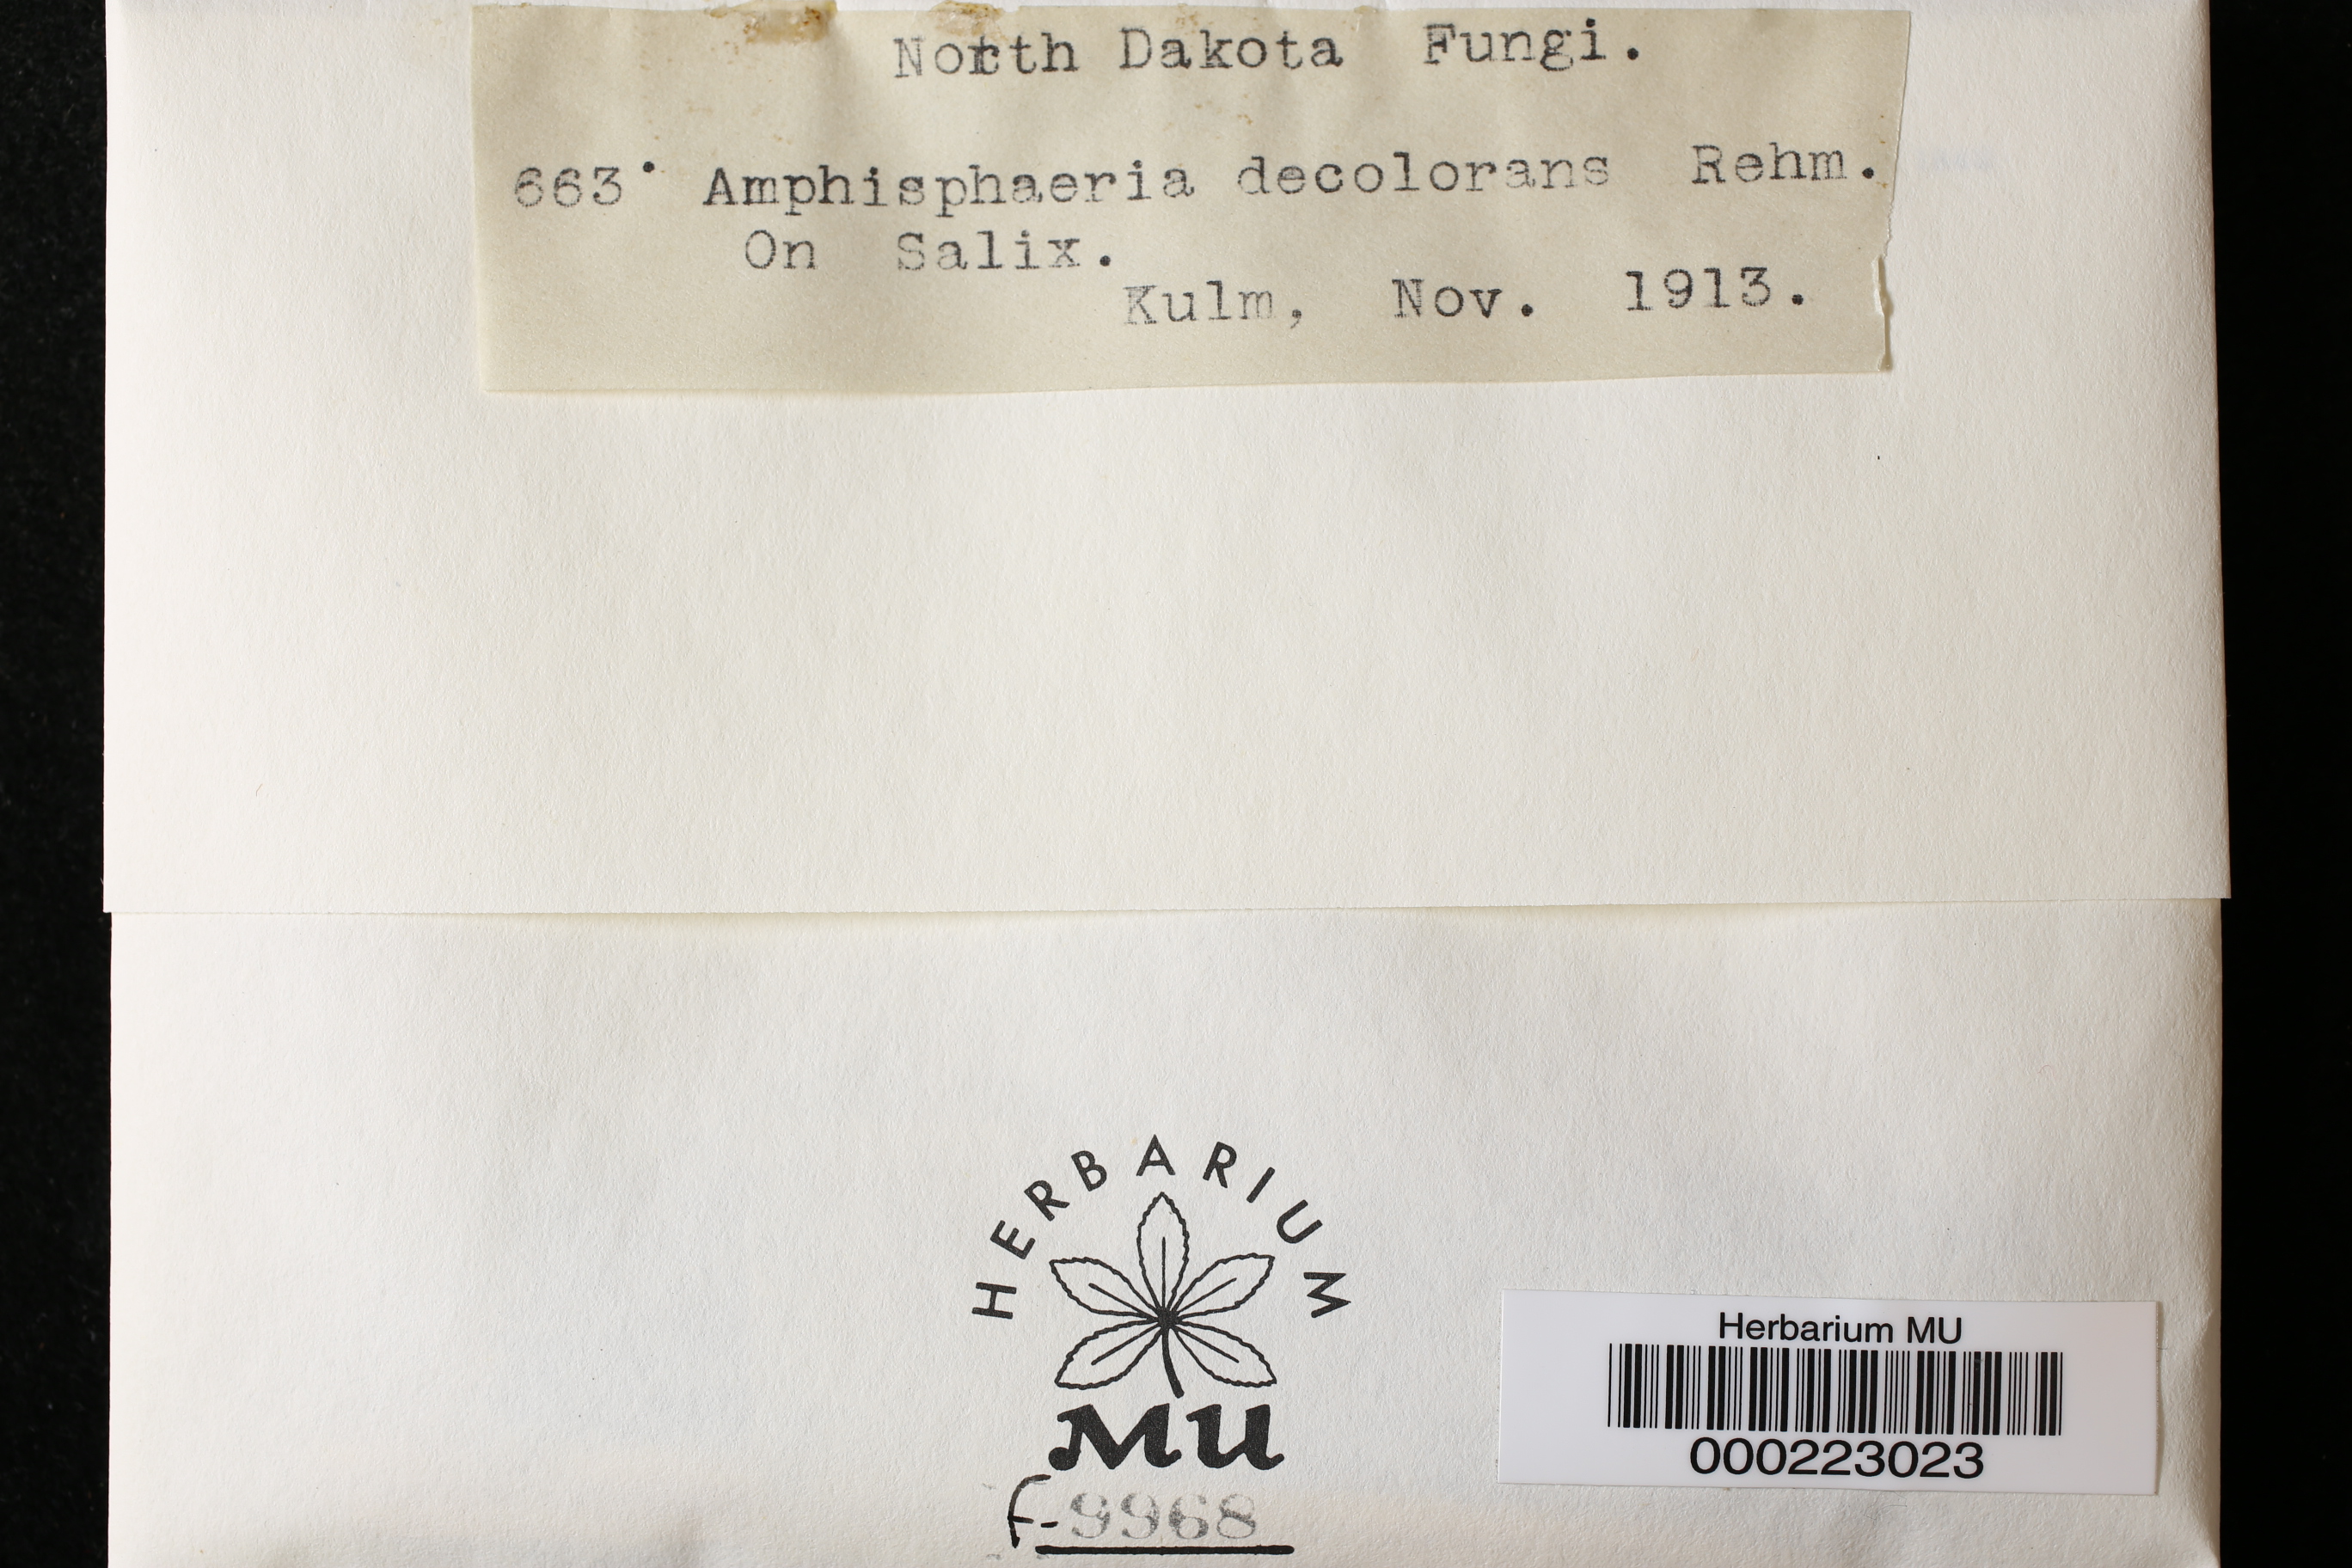 North Dakota Fungi.
663. Amphisphaeria decolorans Rehm.
On Salix.
Kulm, Nov. 1913.
HERBARIUM
MU
F-9968
Herbarium MU
000223023